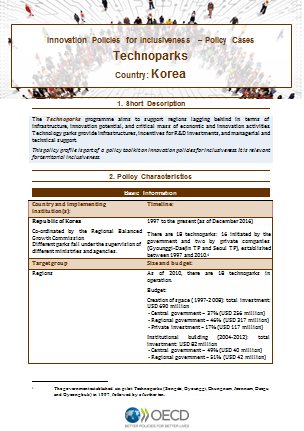 Innovation Policies for Inclusiveness – Policy Cases
Technoparks
Country: Korea
1. Short Description
The Technoparks programme aims to support regions lagging behind in terms of
infrastructure, innovation potential, and critical mass of economic and innovation activities.
Technology parks provide infrastructures, incentives for R&D investments, and managerial and
technical support.
This policy profile is part of a policy toolkit on innovation policies for inclusiveness. It is relevant
for territorial inclusiveness.
2. Policy Characteristics
Basic Information
Country and implementing
institution(s):
Timeline:
Republic of Korea
Co-ordinated by the Regional Balanced
Growth Commission
Different parks fall under the supervision of
different ministries and agencies.
1997 to the present (as of December 2016)
There are 18 technoparks: 16 initiated by the
government and two by private companies
(Gyounggi-Daejin TP and Seoul TP), established
between 1997 and 2010.¹
Target group
Size and budget:
Regions
As of 2010, there are 18 technoparks in
operation.
Budget:
Creation of space (1997-2008): total investment:
USD 690 million
- Central government – 37% (USD 256 million)
- Regional government – 46% (USD 317 million)
- Private investment – 17% (USD 117 million)
Institutional building (2004-2012): total
investment: USD 82 million
- Central government – 49% (USD 40 million)
- Regional government – 51% (USD 42 million)
¹ The government established six pilot Technoparks (Songdo, Gyounggi, Chungnam, Jeonnam, Daegu
and Gyeongbuk) in 1997, followed by a further ten.
OECD
BETTER POLICIES FOR BETTER LIVES